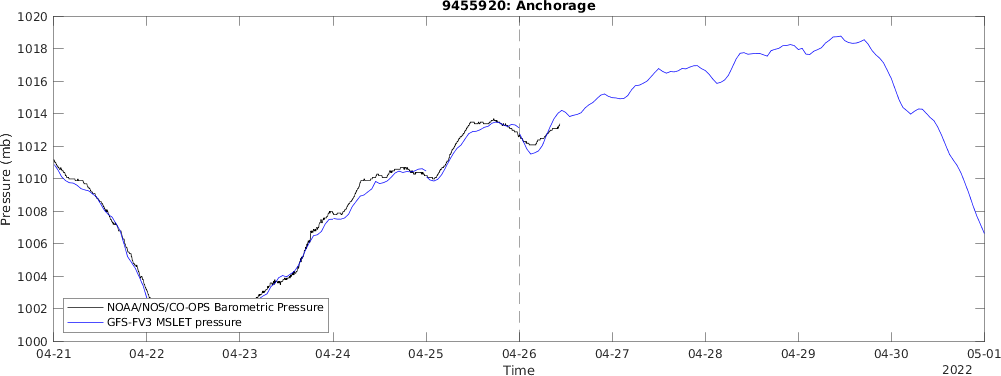 9455920: Anchorage
1020
1018
1016
1014
1012
1010
1008
1006
1004
1002
1000
Pressure (mb)
NOAA/NOS/CO-OPS Barometric Pressure
GFS-FV3 MSLET pressure
04-21 04-22 04-23 04-24 04-25 04-26 04-27 04-28 04-29 04-30 05-01
Time
2022